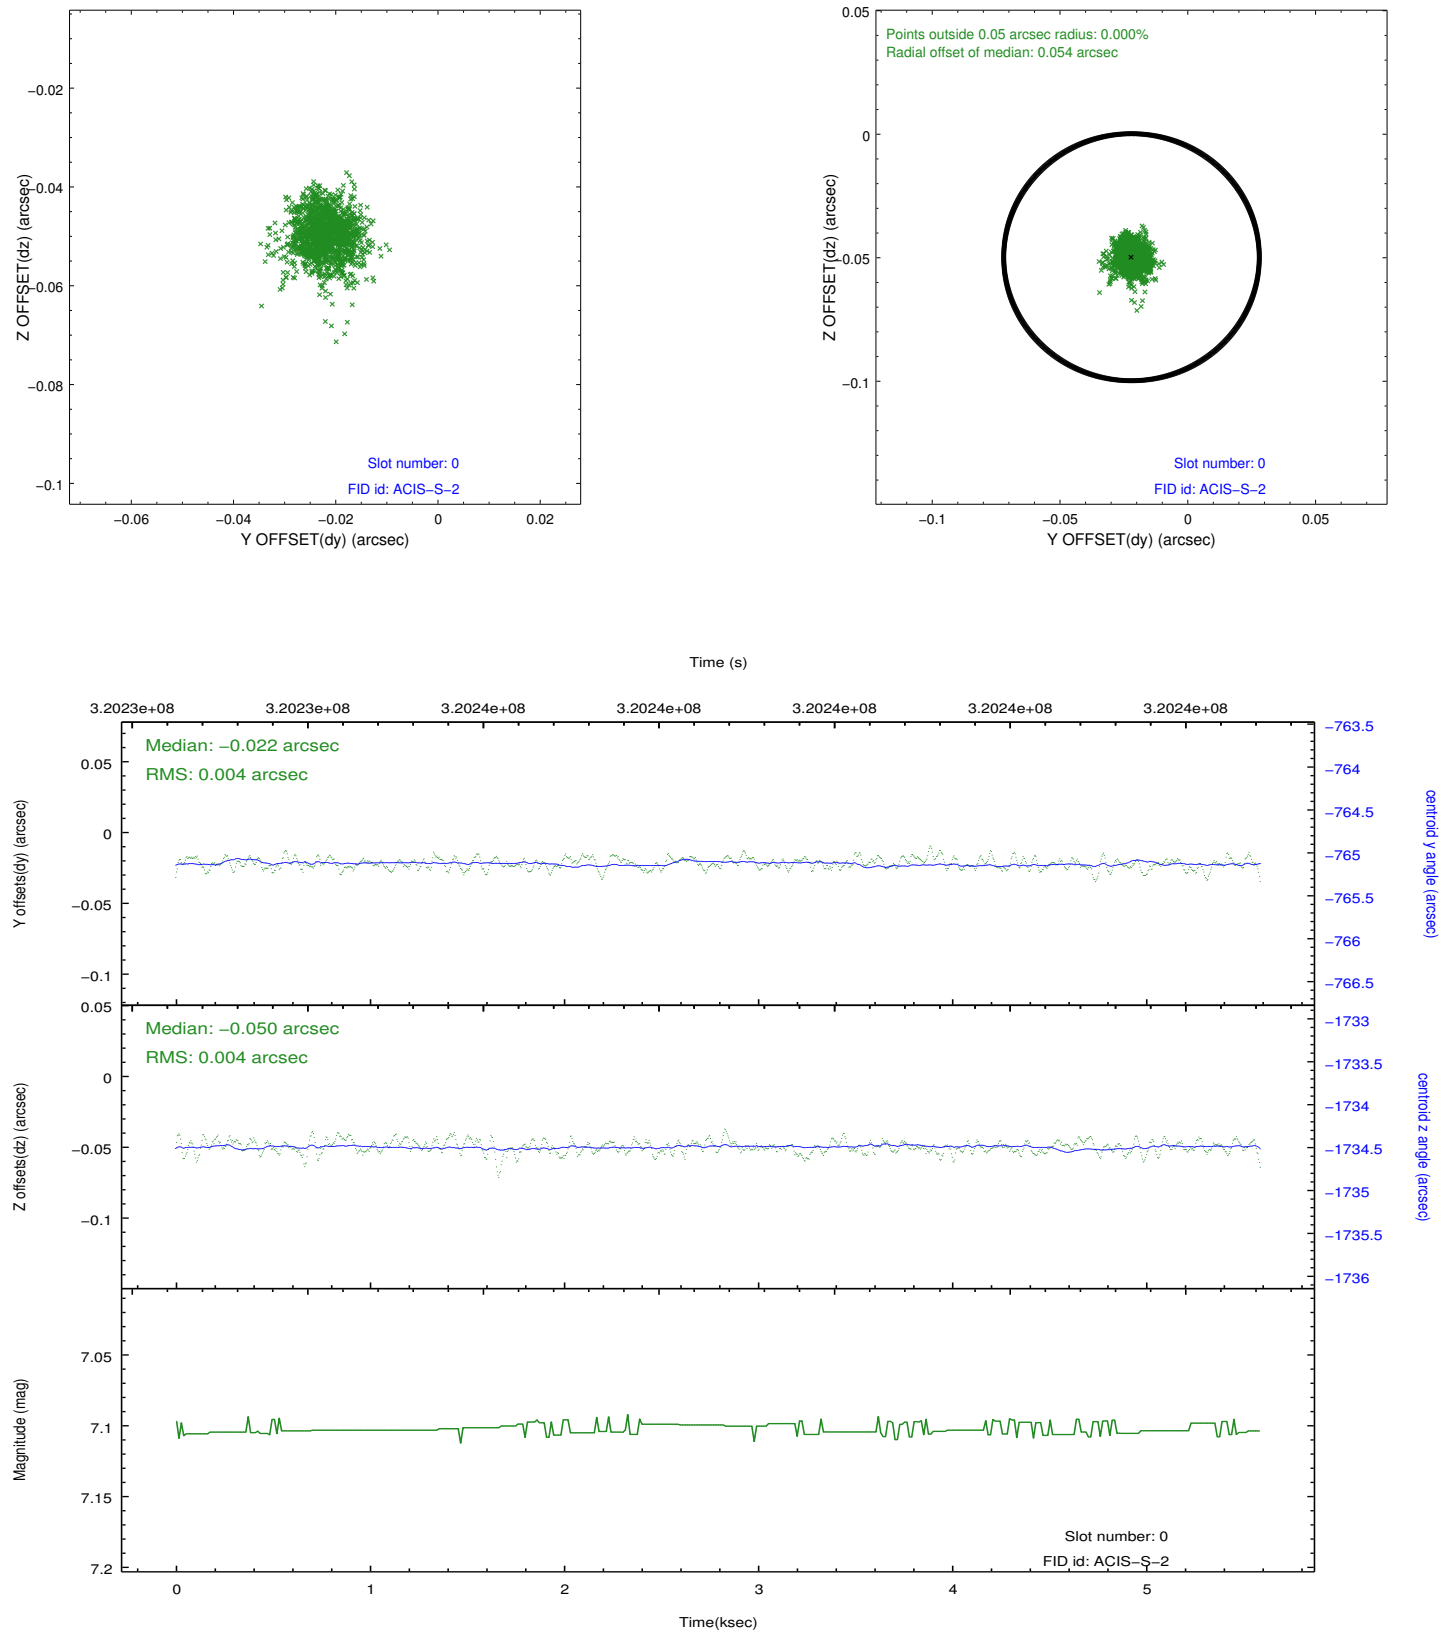 −0.02
−0.04
−0.06
−0.08
−0.1
Z OFFSET(dz) (arcsec)
Slot number: 0
FID id: ACIS−S−2
−0.06
−0.04
−0.02
0
0.02
Y OFFSET(dy) (arcsec)
0.05
0
−0.05
−0.1
Z OFFSET(dz) (arcsec)
Points outside 0.05 arcsec radius: 0.000%
Radial offset of median: 0.054 arcsec
Slot number: 0
FID id: ACIS−S−2
−0.1
−0.05
0
0.05
Y OFFSET(dy) (arcsec)
Time (s)
3.2023e+08
3.2023e+08
3.2024e+08
3.2024e+08
3.2024e+08
3.2024e+08
3.2024e+08
Median: −0.022 arcsec
RMS: 0.004 arcsec
0.05
0
−0.05
−0.1
Y offsets(dy) (arcsec)
−763.5
−764
−764.5
−765
−765.5
−766
−766.5
centroid y angle (arcsec)
Median: −0.050 arcsec
RMS: 0.004 arcsec
0.05
0
−0.05
−0.1
Z offsets(dz) (arcsec)
−1733
−1733.5
−1734
−1734.5
−1735
−1735.5
−1736
centroid z angle (arcsec)
7.05
7.1
7.15
7.2
Magnitude (mag)
Slot number: 0
FID id: ACIS−S−2
0
1
2
3
4
5
Time(ksec)